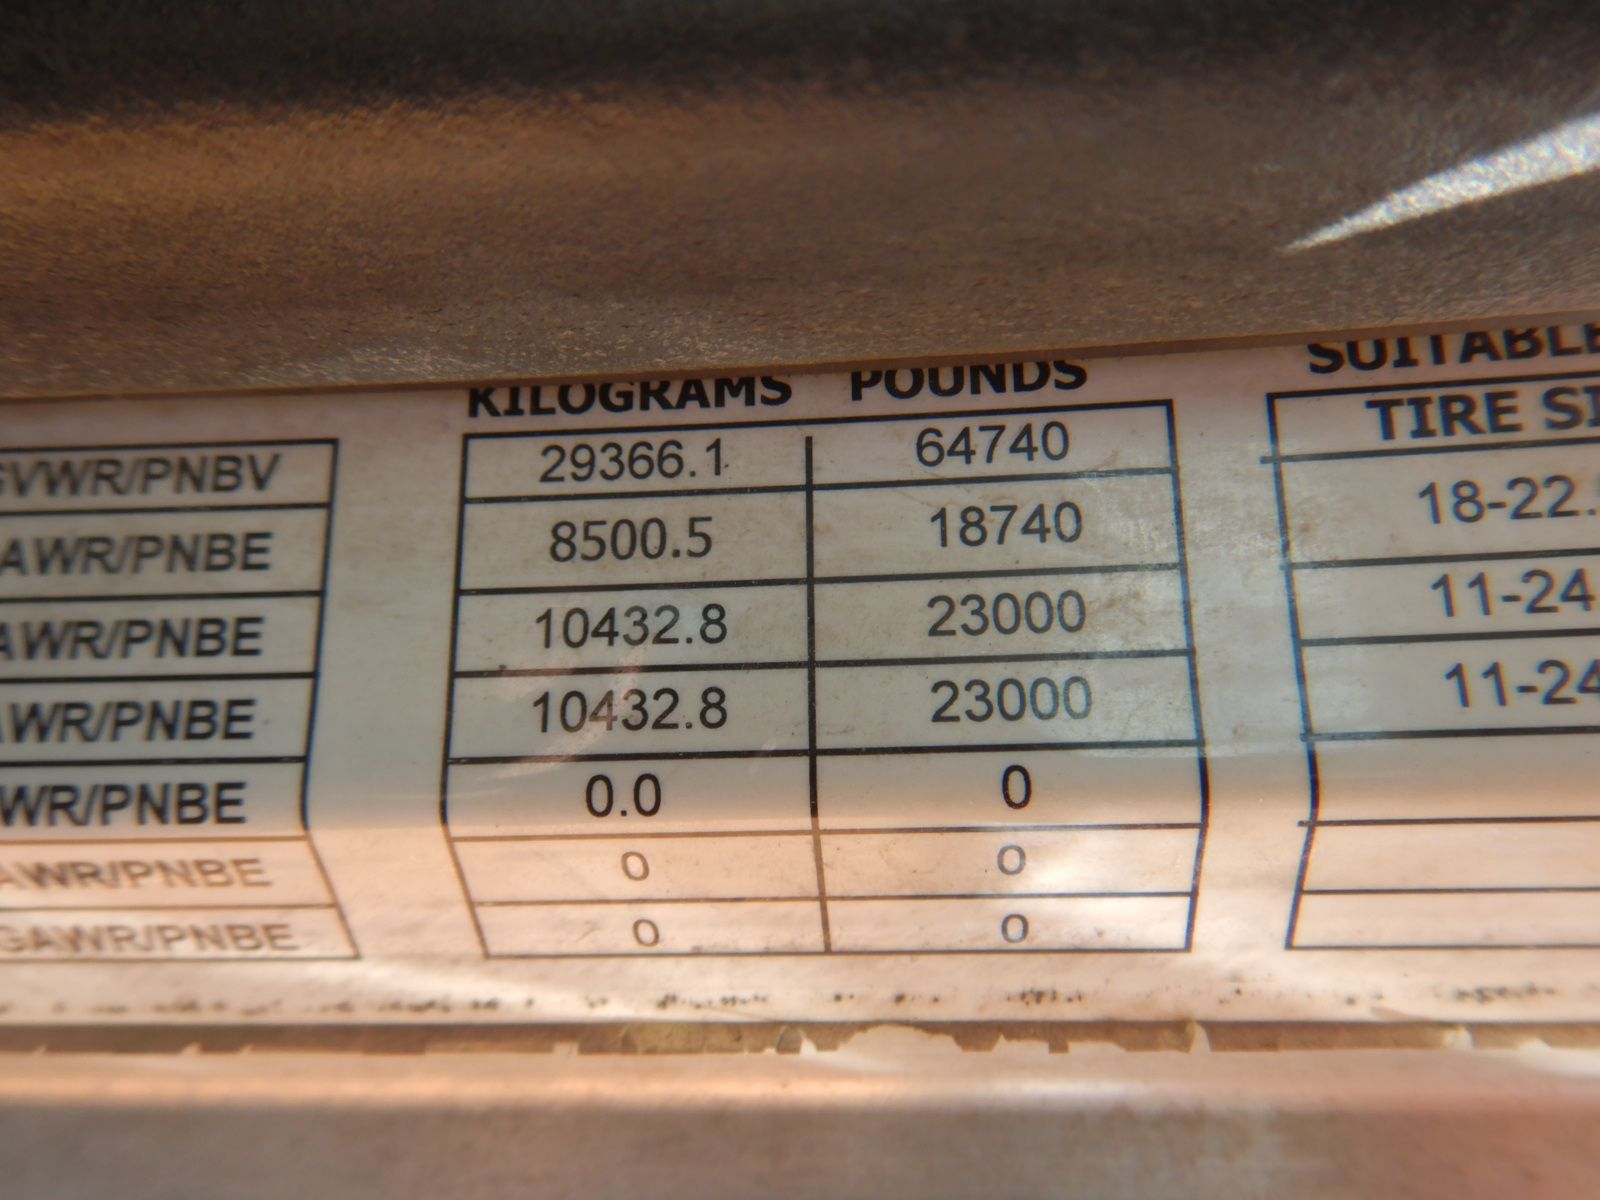 KILOGRAMS POUNDS SUITABLE
TIRE SI
GVWR/PNBV 29366.1 64740
AWR/PNBE 8500.5 18740 18-22.
AWR/PNBE 10432.8 23000 11-24
AWR/PNBE 10432.8 23000 11-24
WR/PNBE 0.0 0
AWR/PNBE 0 0
GAWR/PNBE 0 0